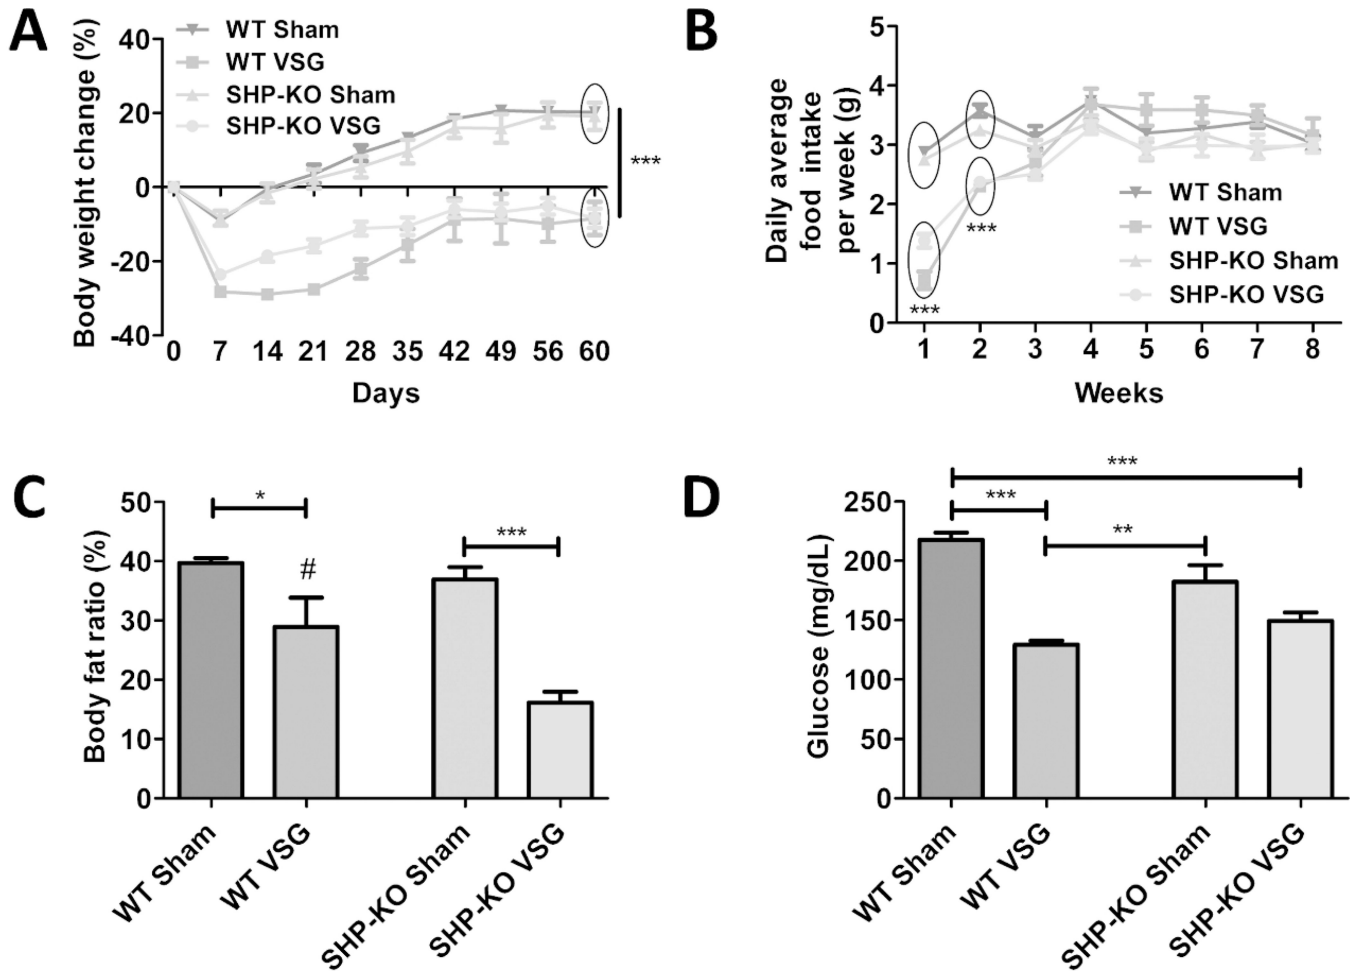 A
Body weight change (%)
40
20
0
-20
-40
WT Sham
WT VSG
SHP-KO Sham
SHP-KO VSG
***
0 7 14 21 28 35 42 49 56 60
Days
B
Daily average
food intake
per week (g)
5
4
3
2
1
0
***
***
WT Sham
WT VSG
SHP-KO Sham
SHP-KO VSG
1 2 3 4 5 6 7 8
Weeks
C
Body fat ratio (%)
50
40
30
20
10
0
*
#
***
WT Sham
WT VSG
SHP-KO Sham
SHP-KO VSG
D
Glucose (mg/dL)
250
200
150
100
50
0
***
***
**
WT Sham
WT VSG
SHP-KO Sham
SHP-KO VSG